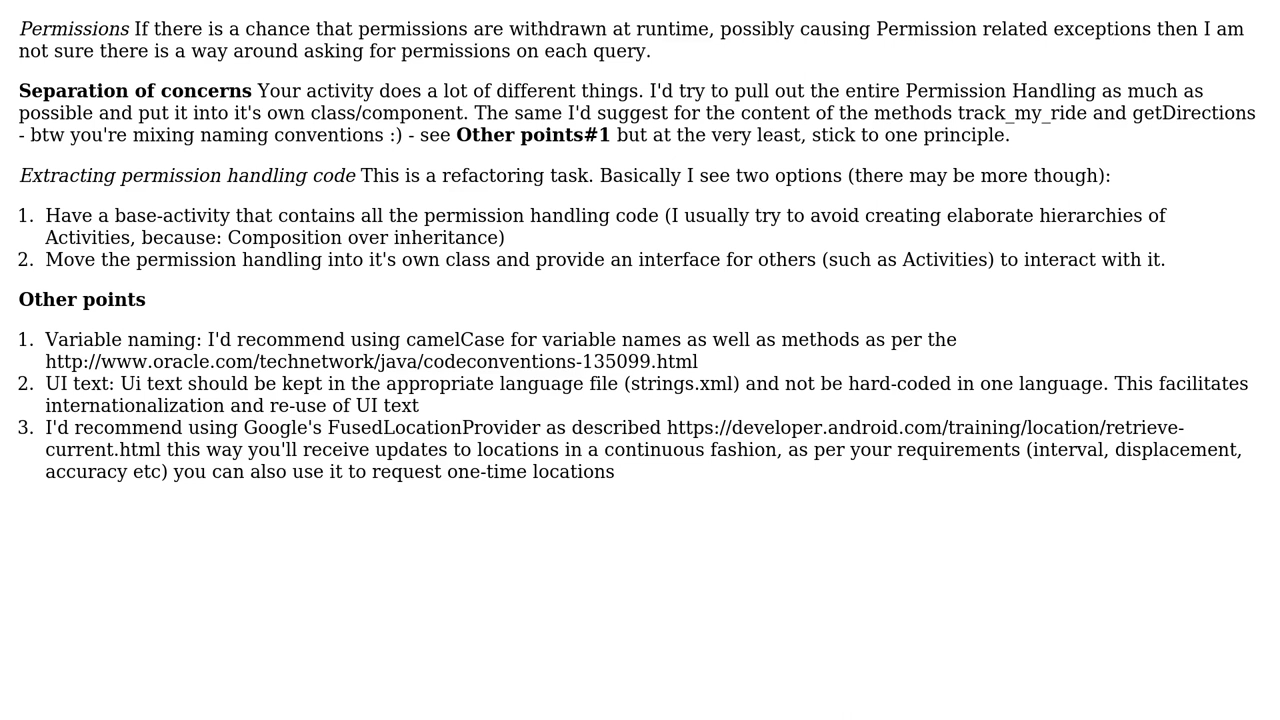 Permissions If there is a chance that permissions are withdrawn at runtime, possibly causing Permission related exceptions then I am
not sure there is a way around asking for permissions on each query.
Separation of concerns Your activity does a lot of different things. I'd try to pull out the entire Permission Handling as much as
possible and put it into it's own class/component. The same I'd suggest for the content of the methods track_my_ride and getDirections
- btw you're mixing naming conventions :) - see Other points#1 but at the very least, stick to one principle.
Extracting permission handling code This is a refactoring task. Basically I see two options (there may be more though):
1. Have a base-activity that contains all the permission handling code (I usually try to avoid creating elaborate hierarchies of
Activities, because: Composition over inheritance)
2. Move the permission handling into it's own class and provide an interface for others (such as Activities) to interact with it.
Other points
1. Variable naming: I'd recommend using camelCase for variable names as well as methods as per the
http://www.oracle.com/technetwork/java/codeconventions-135099.html
2. UI text: Ui text should be kept in the appropriate language file (strings.xml) and not be hard-coded in one language. This facilitates
internationalization and re-use of UI text
3. I'd recommend using Google's FusedLocationProvider as described https://developer.android.com/training/location/retrieve-
current.html this way you'll receive updates to locations in a continuous fashion, as per your requirements (interval, displacement,
accuracy etc) you can also use it to request one-time locations